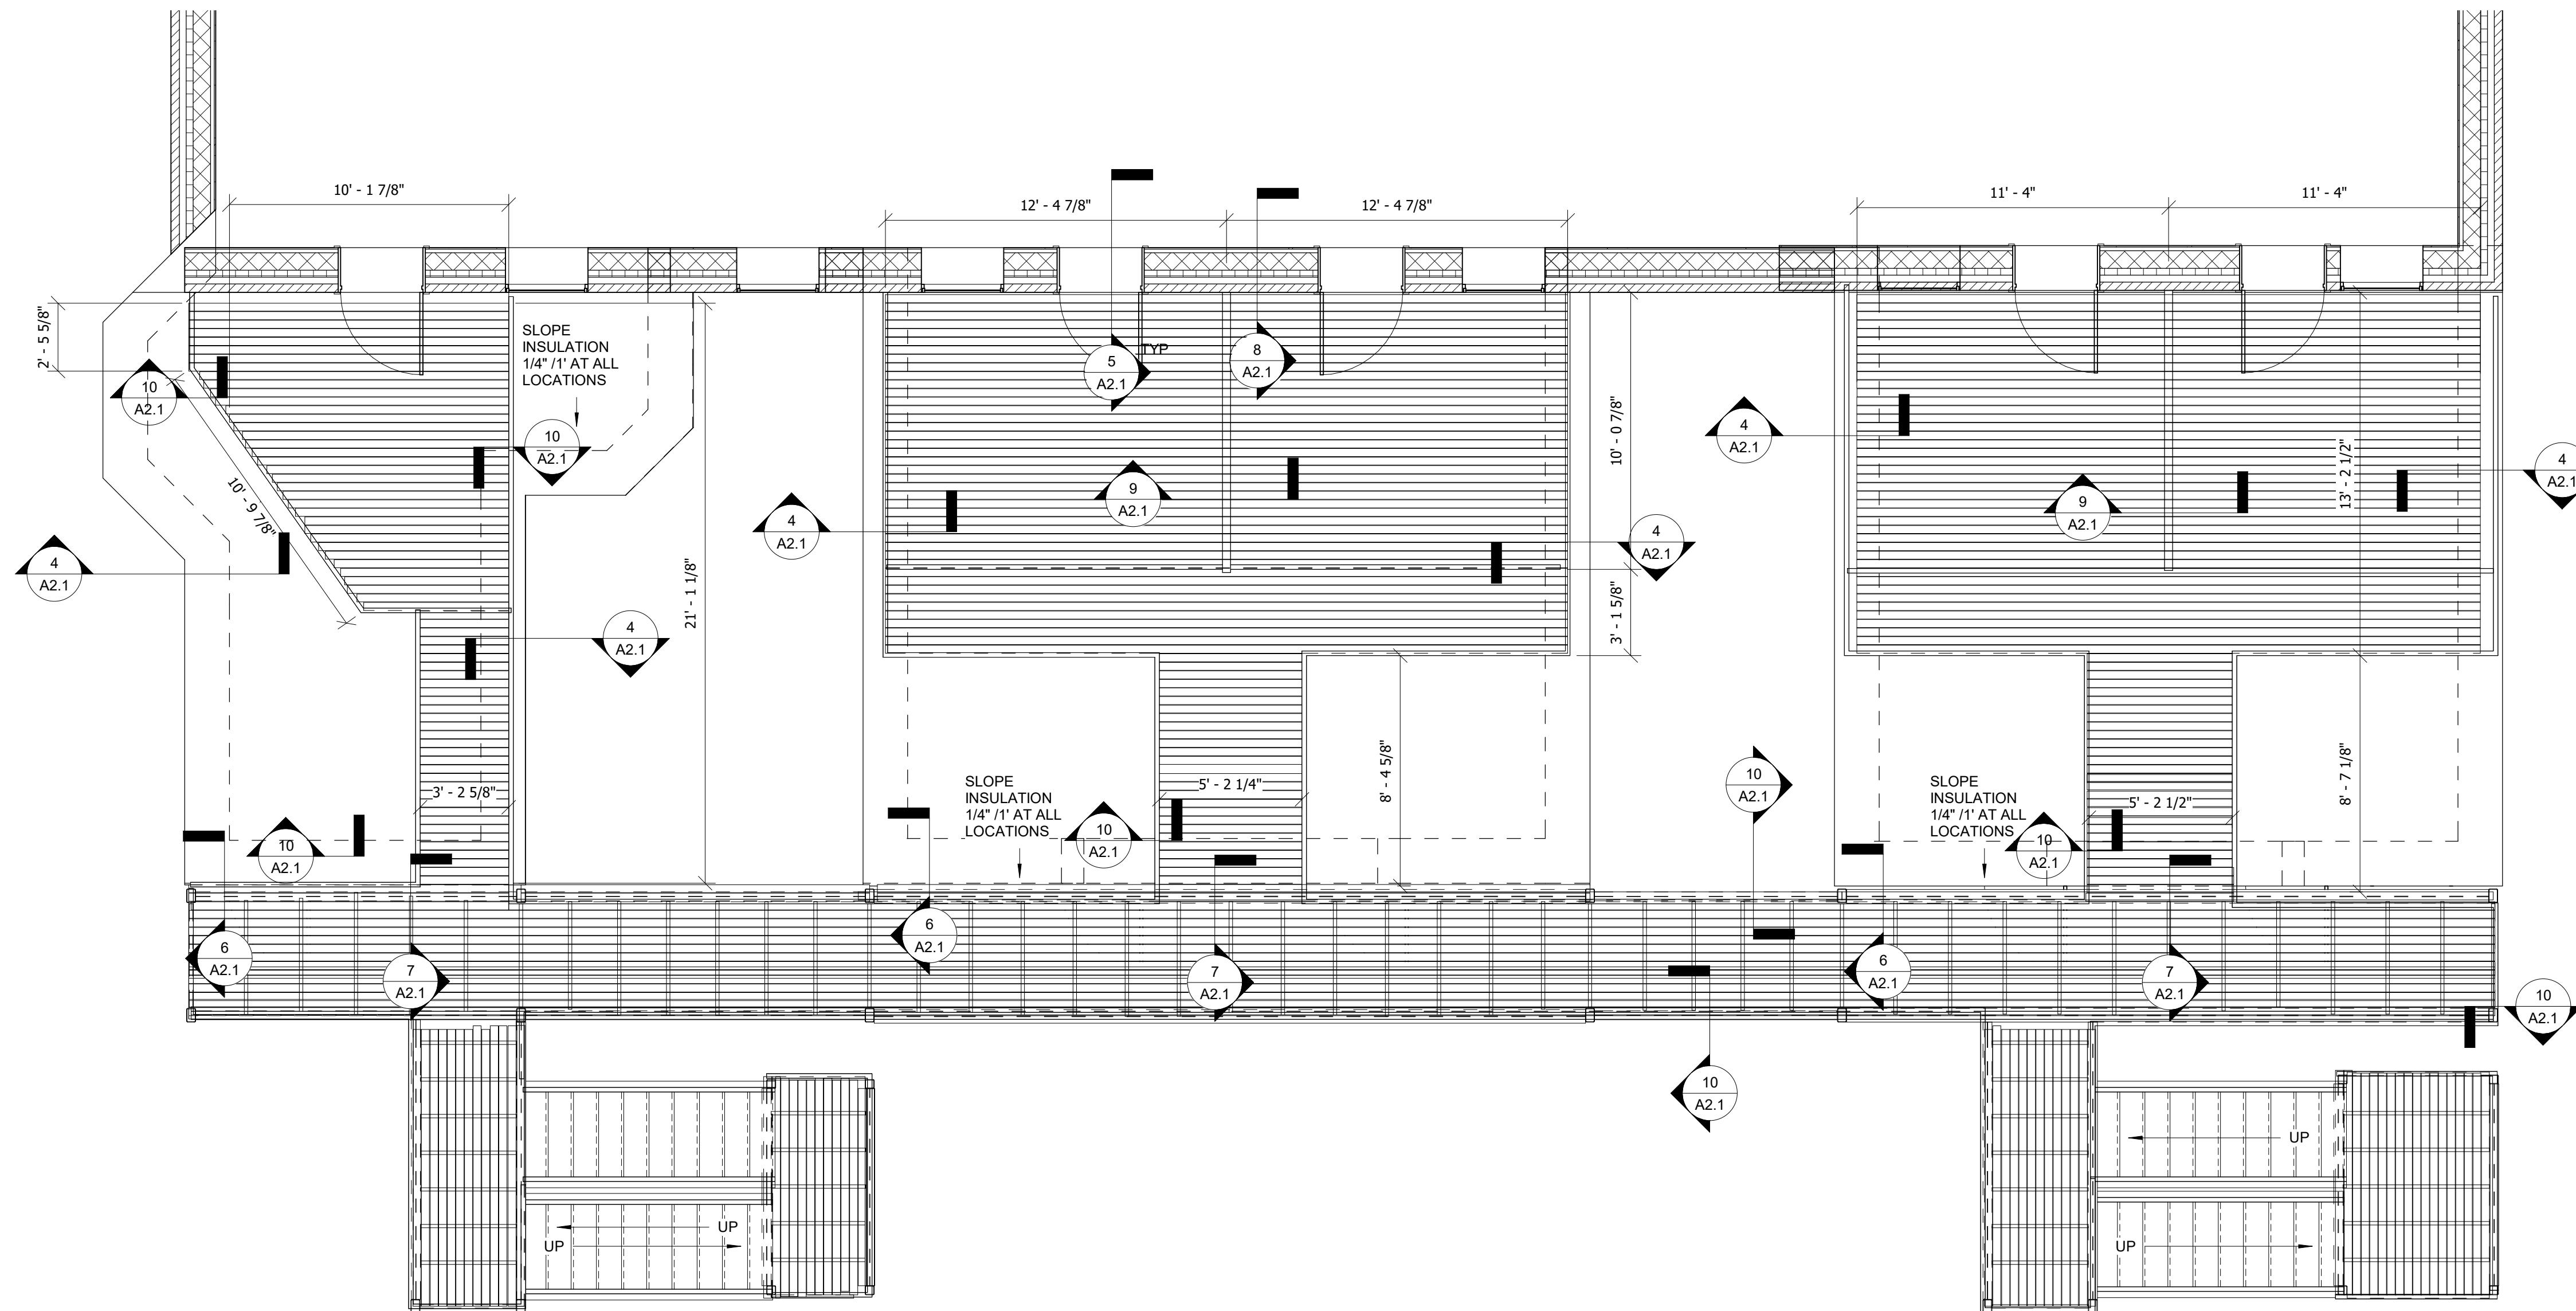 10' - 1 7/8"
12' - 4 7/8"
12' - 4 7/8"
11' - 4"
11' - 4"
2' - 5 5/8"
SLOPE
INSULATION
1/4" /1' AT ALL
LOCATIONS
5
A2.1
TYP
8
A2.1
10
A2.1
10
A2.1
10' - 0 7/8"
4
A2.1
13' - 2 1/2"
4
A2.1
10' - 9 7/8"
4
A2.1
9
A2.1
9
A2.1
4
A2.1
4
A2.1
21' - 1 1/8"
4
A2.1
3' - 1 5/8"
3' - 2 5/8"
SLOPE
INSULATION
1/4" /1' AT ALL
LOCATIONS
5' - 2 1/4"
8' - 4 5/8"
10
A2.1
SLOPE
INSULATION
1/4" /1' AT ALL
LOCATIONS
5' - 2 1/2"
8' - 7 1/8"
10
A2.1
10
A2.1
10
A2.1
6
A2.1
7
A2.1
6
A2.1
7
A2.1
6
A2.1
7
A2.1
10
A2.1
10
A2.1
UP
UP
UP
UP